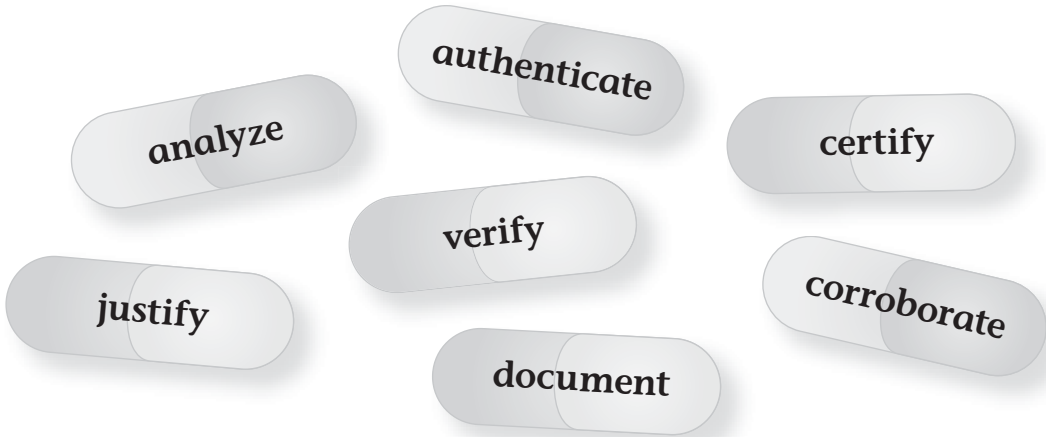 authenticate
analyze
certify
verify
justify
corroborate
document